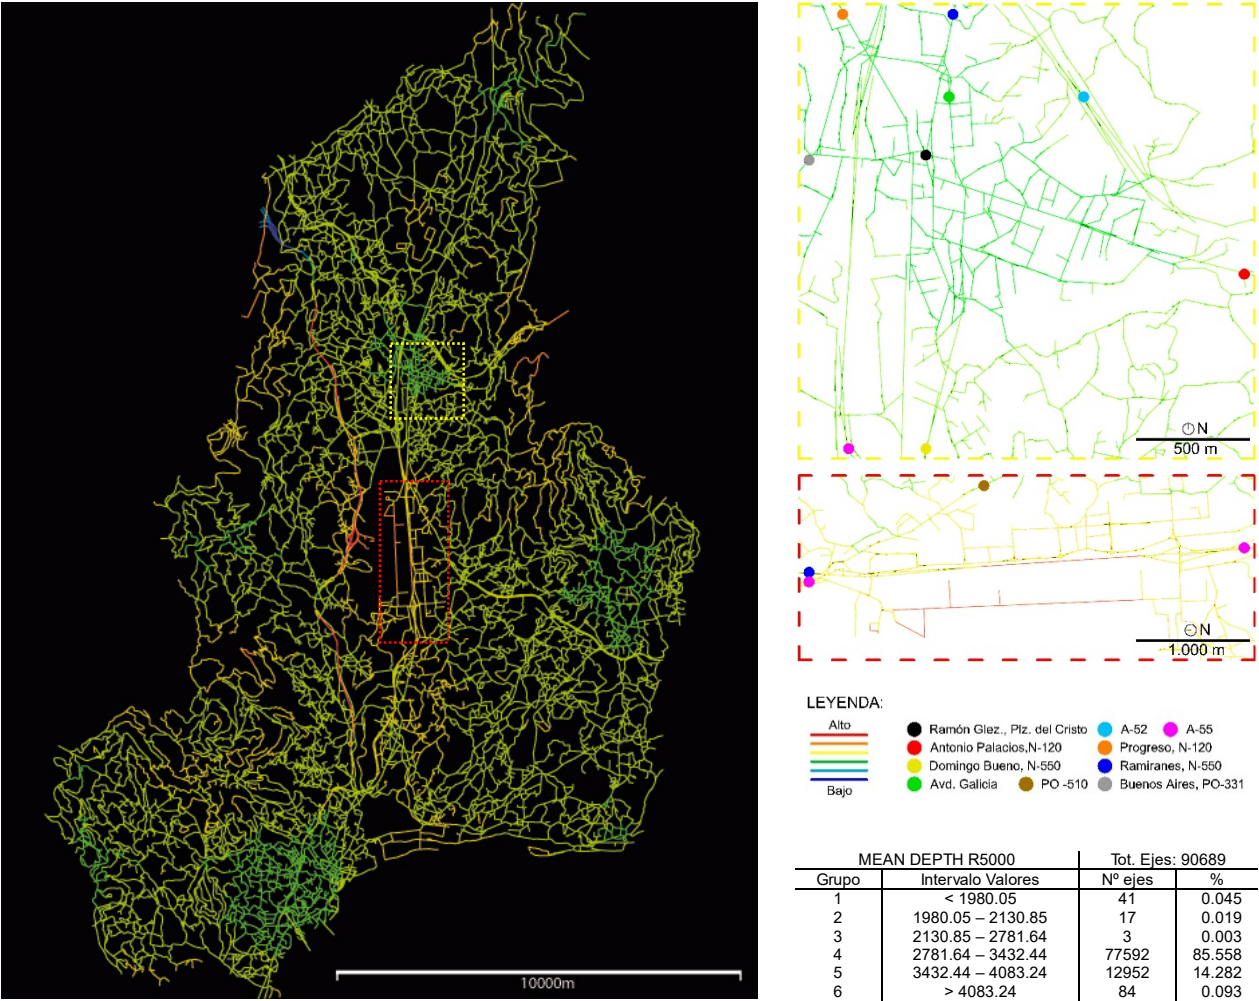 10000m
N
500 m
N
1.000 m
LEYENDA:
Alto
Bajo
Ramón Glez., Plz. del Cristo
A-52
A-55
Antonio Palacios,N-120
Progreso, N-120
Domingo Bueno, N-550
Ramiranes, N-550
Avd. Galicia
PO -510
Buenos Aires, PO-331
MEAN DEPTH R5000 Tot. Ejes: 90689
Grupo Intervalo Valores Nº ejes %
1 < 1980.05 41 0.045
2 1980.05 – 2130.85 17 0.019
3 2130.85 – 2781.64 3 0.003
4 2781.64 – 3432.44 77592 85.558
5 3432.44 – 4083.24 12952 14.282
6 > 4083.24 84 0.093